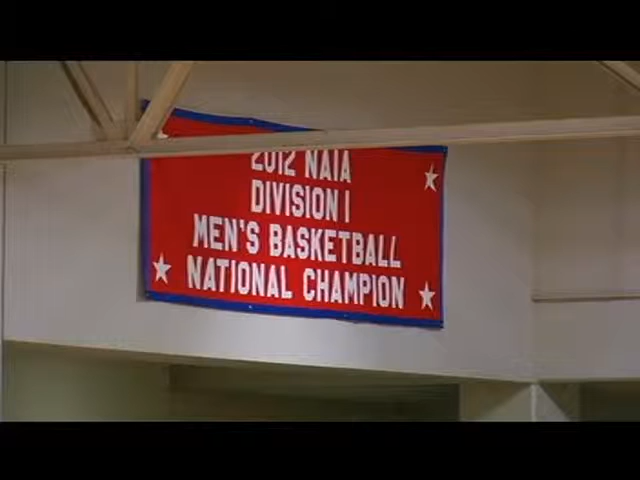 2012 NAIA
DIVISION I
MEN'S BASKETBALL
NATIONAL CHAMPION